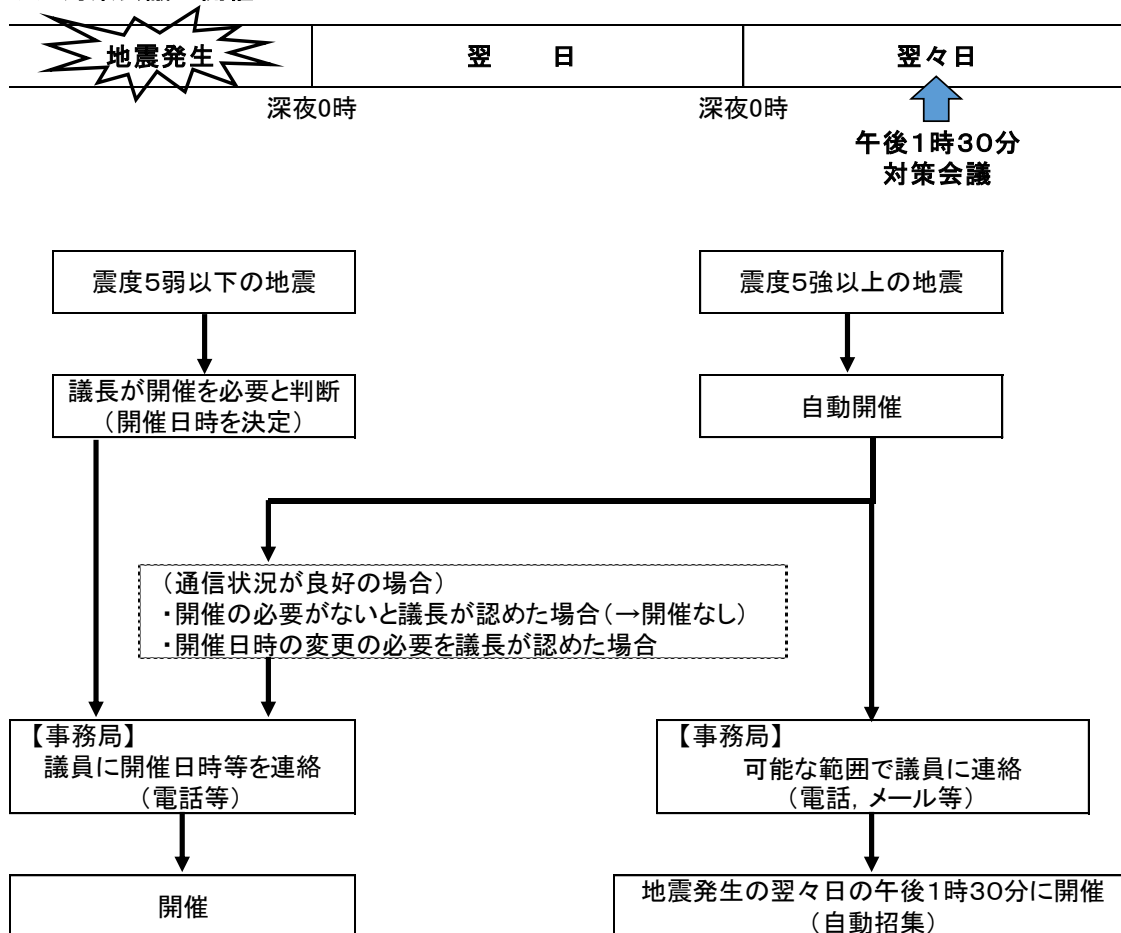 地震発生
翌 日
翌々日
深夜0時
深夜0時
午後1時30分
対策会議
震度5弱以下の地震
震度5強以上の地震
議長が開催を必要と判断
(開催日時を決定)
自動開催
(通信状況が良好の場合)
・開催の必要がないと議長が認めた場合(→開催なし)
・開催日時の変更の必要を議長が認めた場合
【事務局】
議員に開催日時等を連絡
(電話等)
【事務局】
可能な範囲で議員に連絡
(電話,メール等)
開催
地震発生の翌々日の午後1時30分に開催
(自動招集)